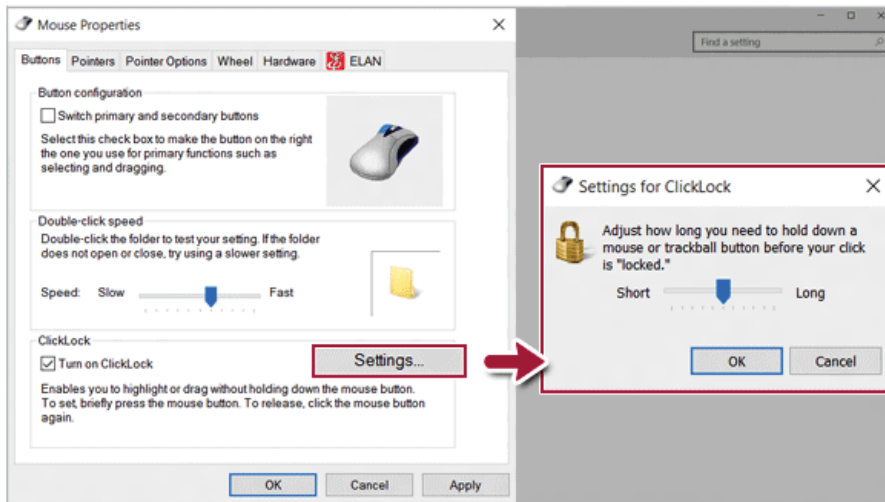 Mouse Properties
Find a setting
Buttons Pointers Pointer Options Wheel Hardware ELAN
Button configuration
Switch primary and secondary buttons
Select this check box to make the button on the right
the one you use for primary functions such as
selecting and dragging.
Double-click speed
Double-click the folder to test your setting. If the folder
does not open or close, try using a slower setting.
Speed: Slow Fast
ClickLock
Turn on ClickLock
Settings...
Enables you to highlight or drag without holding down the mouse button.
To set, briefly press the mouse button. To release, click the mouse button
again.
OK Cancel Apply
Settings for ClickLock
Adjust how long you need to hold down a
mouse or trackball button before your click
is "locked."
Short Long
OK Cancel